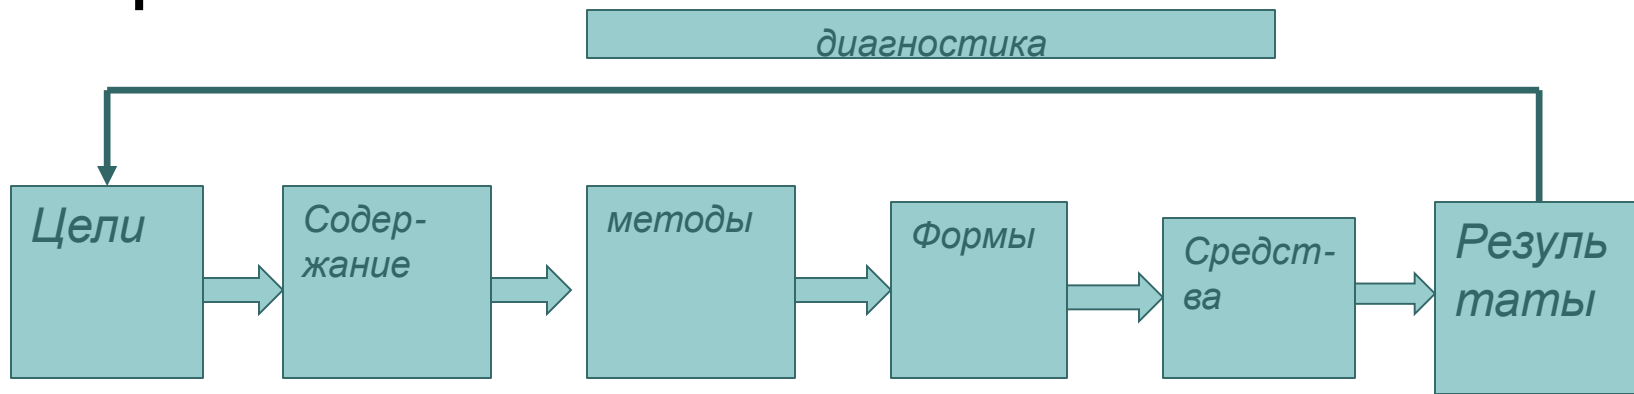 диагностика
Цели
Содер-
жание
методы
Формы
Средст-
ва
Резуль
таты